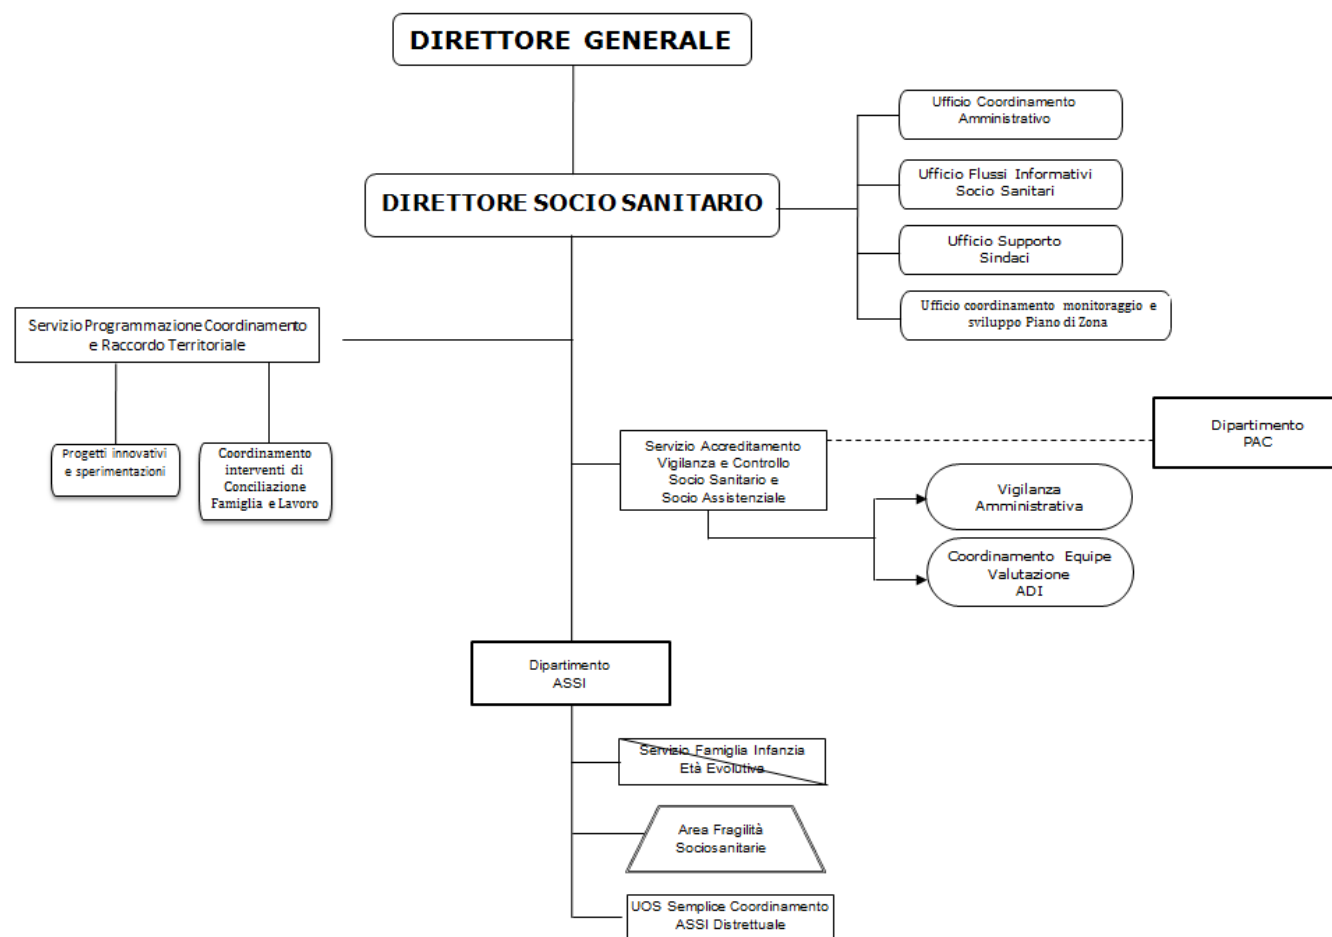 DIRETTORE GENERALE
Ufficio Coordinamento
Amministrativo
Ufficio Flussi Informativi
Socio Sanitari
DIRETTORE SOCIO SANITARIO
Ufficio Supporto
Sindaci
Ufficio coordinamento monitoraggio e
sviluppo Piano di Zona
Servizio Programmazione Coordinamento
e Raccordo Territoriale
Progetti innovativi
e sperimentazioni
Coordinamento
interventi di
Conciliazione
Famiglia e Lavoro
Servizio Accreditamento
Vigilanza e Controllo
Socio Sanitario e
Socio Assistenziale
Dipartimento
PAC
Vigilanza
Amministrativa
Coordinamento Equipe
Valutazione
ADI
Dipartimento
ASSI
Servizio Famiglia Infanzia
Età Evolutiva
Area Fragilità
Sociosanitarie
UOS Semplice Coordinamento
ASSI Distrettuale